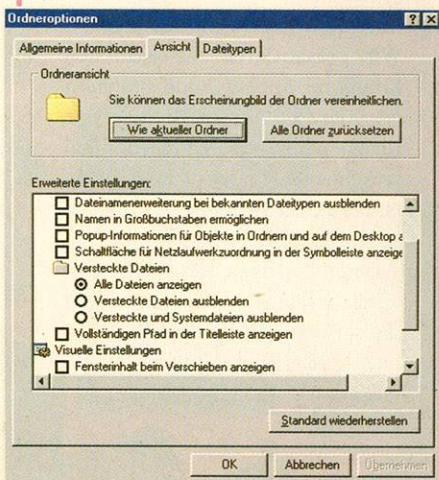 Ordneroptionen
Allgemeine Informationen Ansicht Dateitypen
Ordneransicht
Sie können das Erscheinungbild der Ordner vereinheitlichen.
Wie aktueller Ordner Alle Ordner zurücksetzen
Erweiterte Einstellungen:
Dateinamenerweiterung bei bekannten Dateitypen ausblenden
Namen in Großbuchstaben ermöglichen
Popup-Informationen für Objekte in Ordnern und auf dem Desktop a
Schaltfläche für Netzlaufwerkzuordnung in der Symbolleiste anzeige
Versteckte Dateien
Alle Dateien anzeigen
Versteckte Dateien ausblenden
Versteckte und Systemdateien ausblenden
Vollständigen Pfad in der Titelleiste anzeigen
Visuelle Einstellungen
Fensterinhalt beim Verschieben anzeigen
Standard wiederherstellen
OK Abbrechen Übernehmen